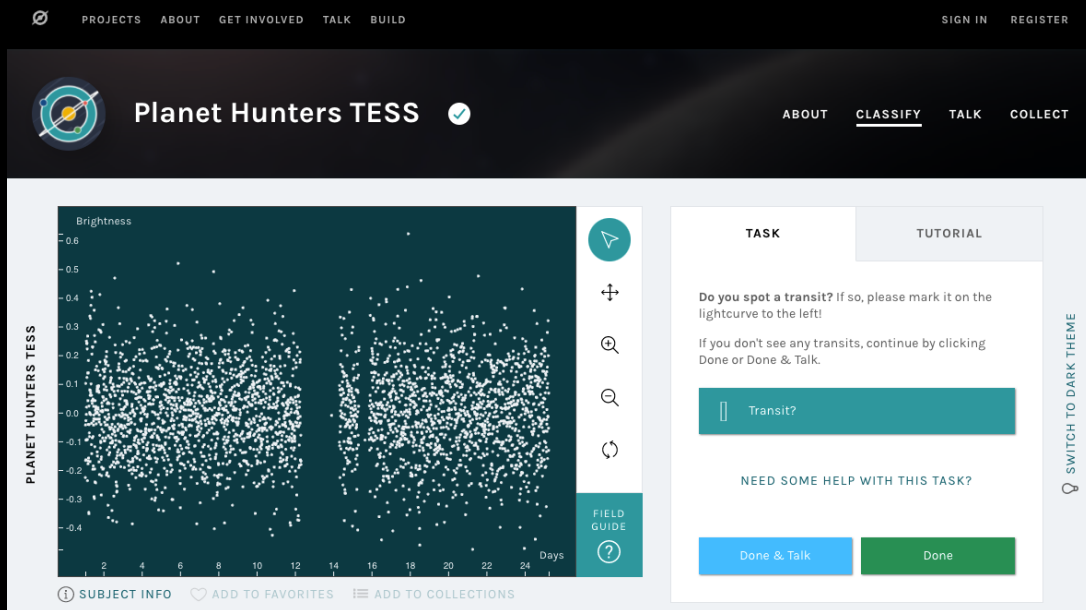 PROJECTS ABOUT GET INVOLVED TALK BUILD SIGN IN REGISTER
Planet Hunters TESS
ABOUT CLASSIFY TALK COLLECT
PLANET HUNTERS TESS
Brightness
0.6
0.5
0.4
0.3
0.2
0.1
0.0
-0.1
-0.2
-0.3
-0.4
Days
2 4 6 8 10 12 14 16 18 20 22 24
FIELD
GUIDE
?
SUBJECT INFO ADD TO FAVORITES ADD TO COLLECTIONS
TASK TUTORIAL
Do you spot a transit? If so, please mark it on the
lightcurve to the left!
If you don't see any transits, continue by clicking
Done or Done & Talk.
Transit?
NEED SOME HELP WITH THIS TASK?
Done & Talk Done
SWITCH TO DARK THEME